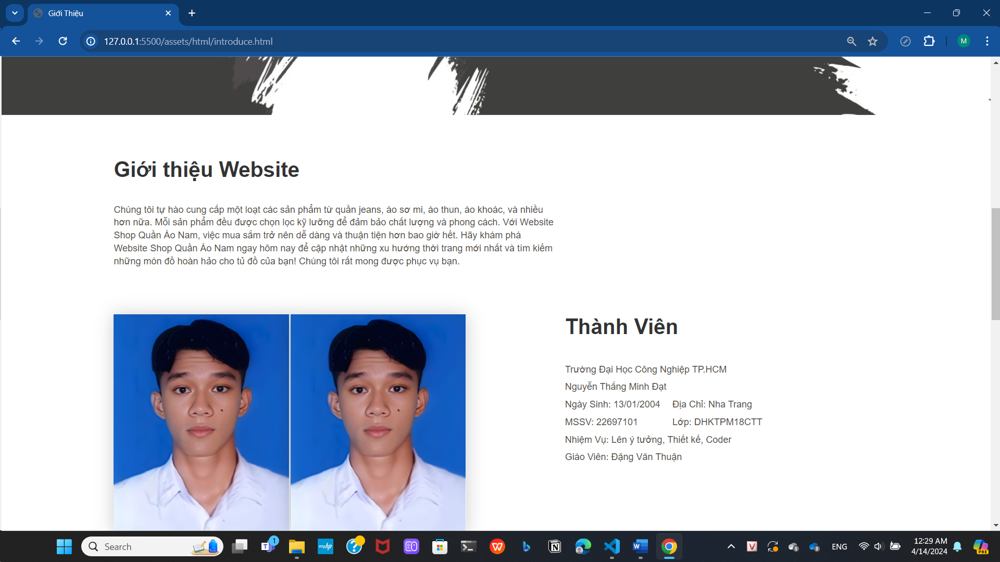 Giới Thiệu
127.0.0.1:5500/assets/html/introduce.html
M
Giới thiệu Website
Chúng tôi tự hào cung cấp một loạt các sản phẩm từ quần jeans, áo sơ mi, áo thun, áo khoác, và nhiều
hơn nữa. Mỗi sản phẩm đều được chọn lọc kỹ lưỡng để đảm bảo chất lượng và phong cách. Với Website
Shop Quần Áo Nam, việc mua sắm trở nên dễ dàng và thuận tiện hơn bao giờ hết. Hãy khám phá
Website Shop Quần Áo Nam ngay hôm nay để cập nhật những xu hướng thời trang mới nhất và tìm kiếm
những món đồ hoàn hảo cho tủ đồ của bạn! Chúng tôi rất mong được phục vụ bạn.
Thành Viên
Trường Đại Học Công Nghiệp TP.HCM
Nguyễn Thắng Minh Đạt
Ngày Sinh: 13/01/2004 Địa Chỉ: Nha Trang
MSSV: 22697101 Lớp: DHKTPM18CTT
Nhiệm Vụ: Lên ý tưởng, Thiết kế, Coder
Giáo Viên: Đặng Văn Thuận
Search
1
myhp
ENG
12:29 AM
4/14/2024
PRE